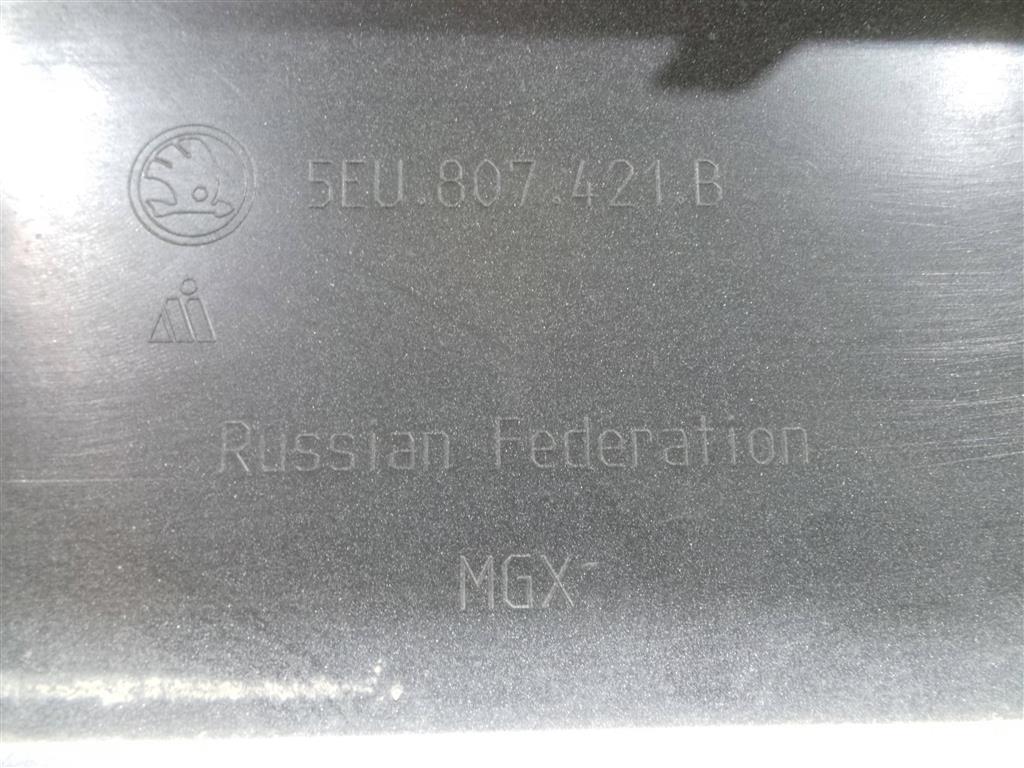 5EU.807.421.B
Russian Federation
MGX